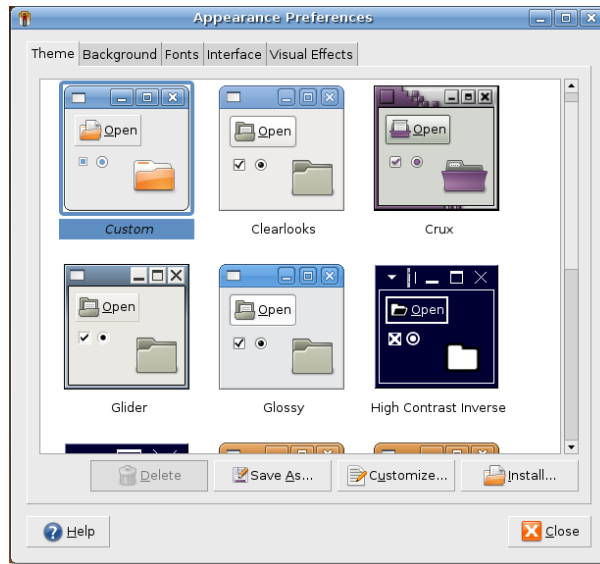 Appearance Preferences
Theme Background Fonts Interface Visual Effects
Open Open Open
Custom Clearlooks Crux
Open Open Open
Glider Glossy High Contrast Inverse
Delete Save As... Customize... Install...
Help Close